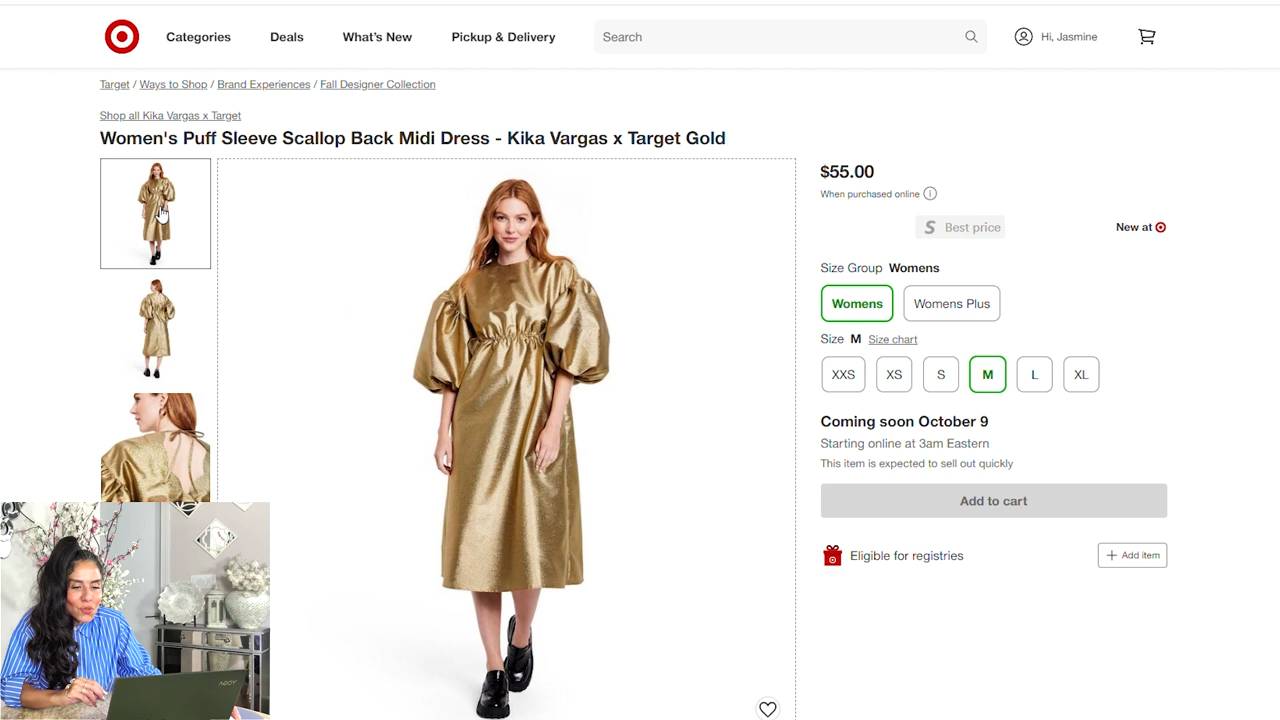 Categories
Deals
What's New
Pickup & Delivery
Search
Hi, Jasmine
Target / Ways to Shop / Brand Experiences / Fall Designer Collection
Shop all Kika Vargas x Target
Women's Puff Sleeve Scallop Back Midi Dress - Kika Vargas x Target Gold
$55.00
When purchased online
S Best price
New at
Size Group Womens
Womens
Womens Plus
Size M Size chart
XXS
XS
S
M
L
XL
Coming soon October 9
Starting online at 3am Eastern
This item is expected to sell out quickly
Add to cart
Eligible for registries
+ Add item